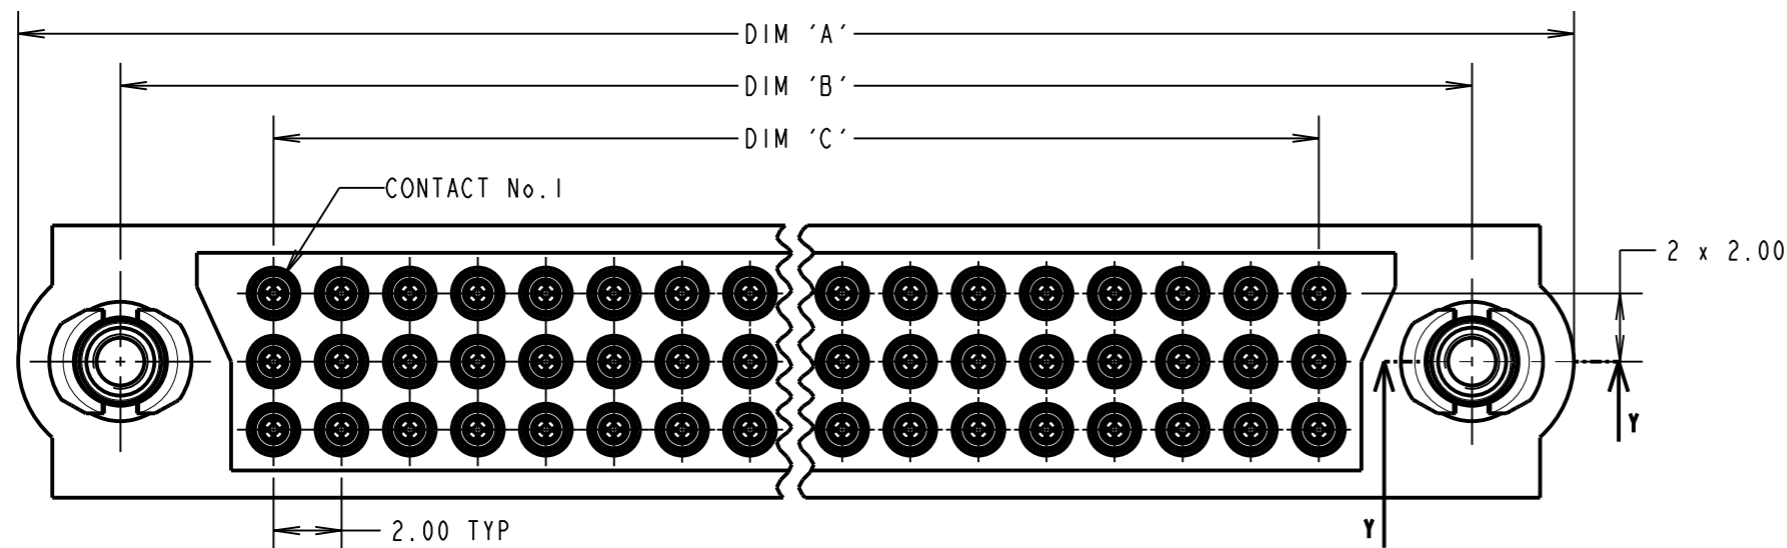 DIM 'A'
DIM 'B'
DIM 'C'
CONTACT No.1
2 x 2.00
Y
Y
2.00 TYP